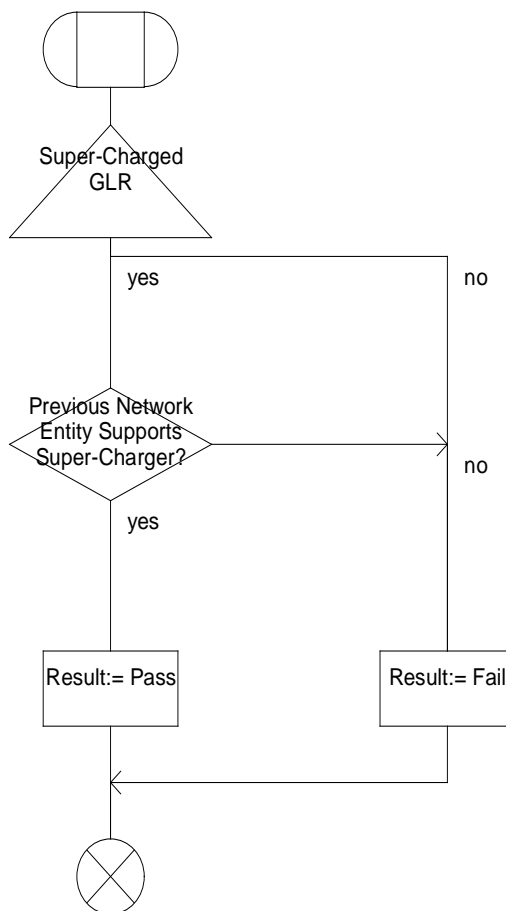 Super-Charged
GLR
yes
no
Previous Network
Entity Supports
Super-Charger?
no
yes
Result:= Pass
Result:= Fail